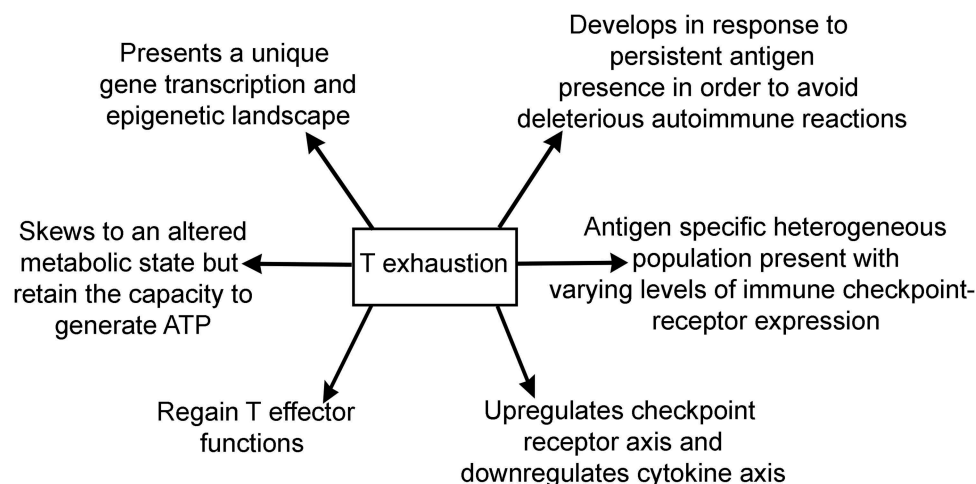 Presents a unique
gene transcription and
epigenetic landscape
Develops in response to
persistent antigen
presence in order to avoid
deleterious autoimmune reactions
Skews to an altered
metabolic state but
retain the capacity to
generate ATP
T exhaustion
Antigen specific heterogeneous
population present with
varying levels of immune checkpoint-
receptor expression
Regain T effector
functions
Upregulates checkpoint
receptor axis and
downregulates cytokine axis